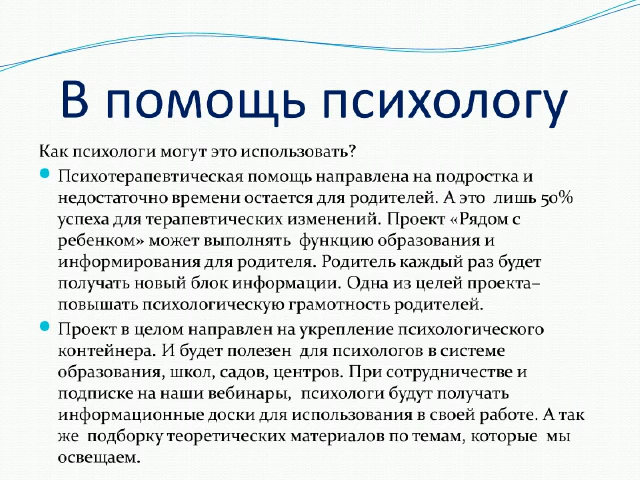 В помощь психологу
Как психологи могут это использовать?
Психотерапевтическая помощь направлена на подростка и
недостаточно времени остается для родителей. А это лишь 50%
успеха для терапевтических изменений. Проект «Рядом с
ребенком» может выполнять функцию образования и
информирования для родителя. Родитель каждый раз будет
получать новый блок информации. Одна из целей проекта–
повышать психологическую грамотность родителей.
Проект в целом направлен на укрепление психологического
контейнера. И будет полезен для психологов в системе
образования, школ, садов, центров. При сотрудничестве и
подписке на наши вебинары, психологи будут получать
информационные доски для использования в своей работе. А так
же подборку теоретических материалов по темам, которые мы
освещаем.